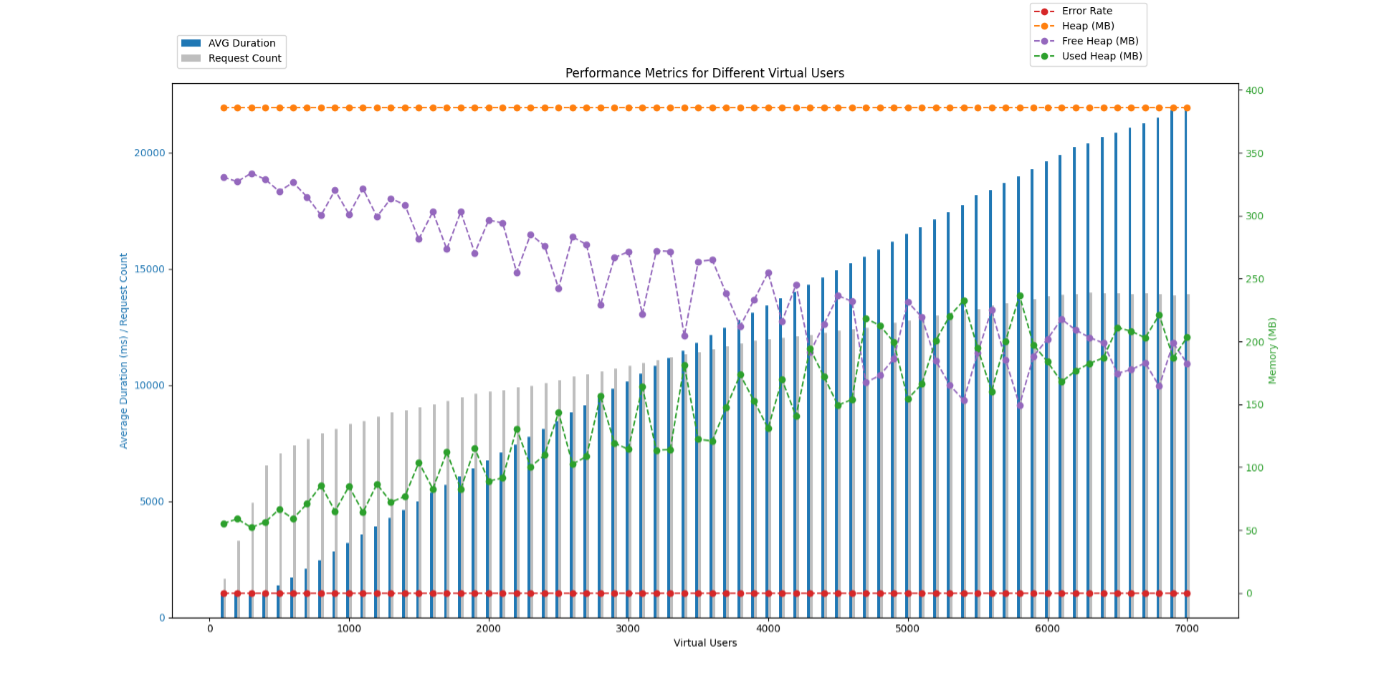 Error Rate
Heap (MB)
Free Heap (MB)
Used Heap (MB)
AVG Duration
Request Count
Performance Metrics for Different Virtual Users
Average Duration (ms) / Request Count
20000
15000
10000
5000
0
0 1000 2000 3000 4000 5000 6000 7000
Virtual Users
400
350
300
250
200
150
100
50
0
Memory (MB)